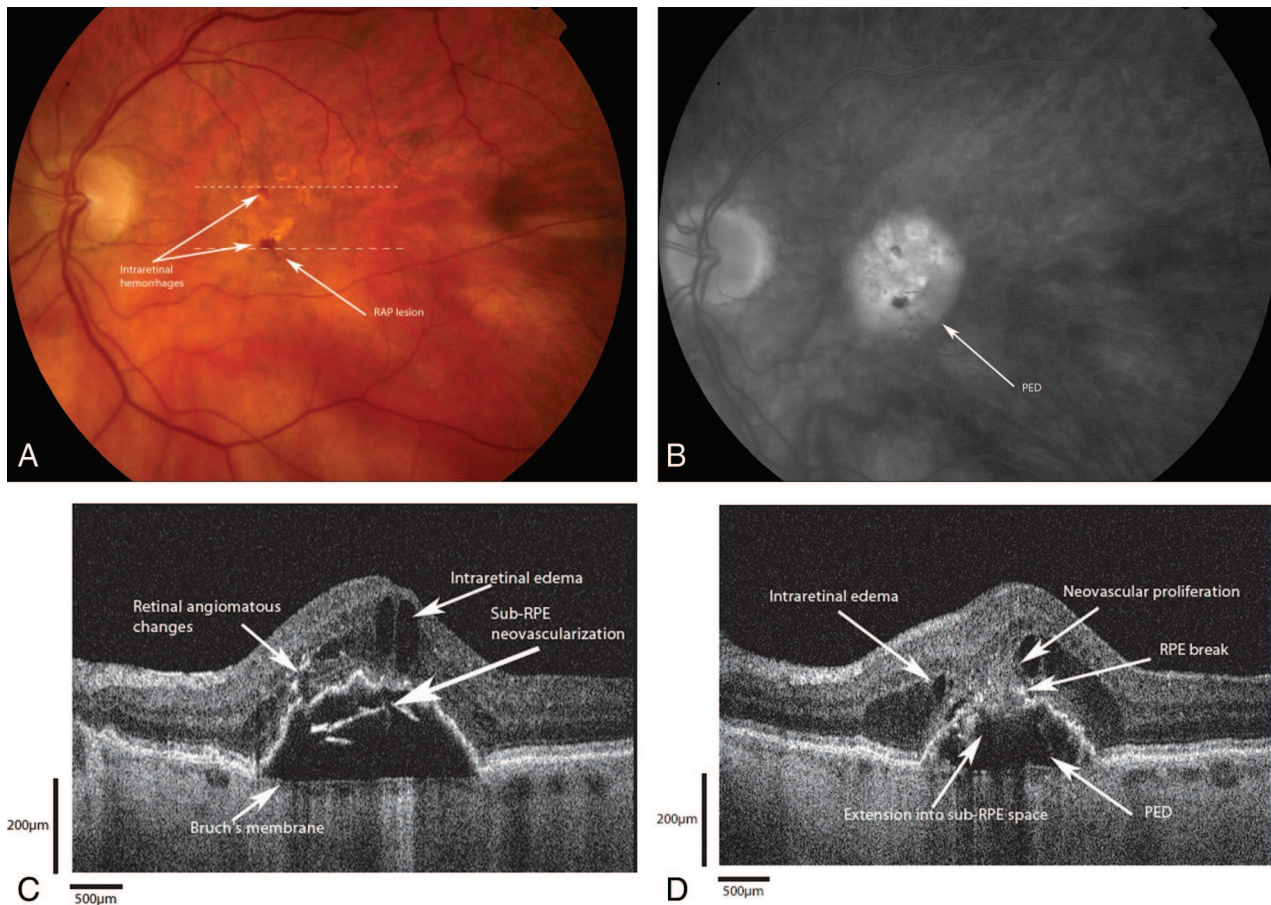 Intraretinal
hemorrhages
RAP lesion
A
PED
B
Intraretinal edema
Retinal angiomatous
changes
Sub-RPE
neovascularization
Bruch's membrane
200µm
500µm
C
Intraretinal edema
Neovascular proliferation
RPE break
Extension into sub-RPE space
PED
200µm
500µm
D